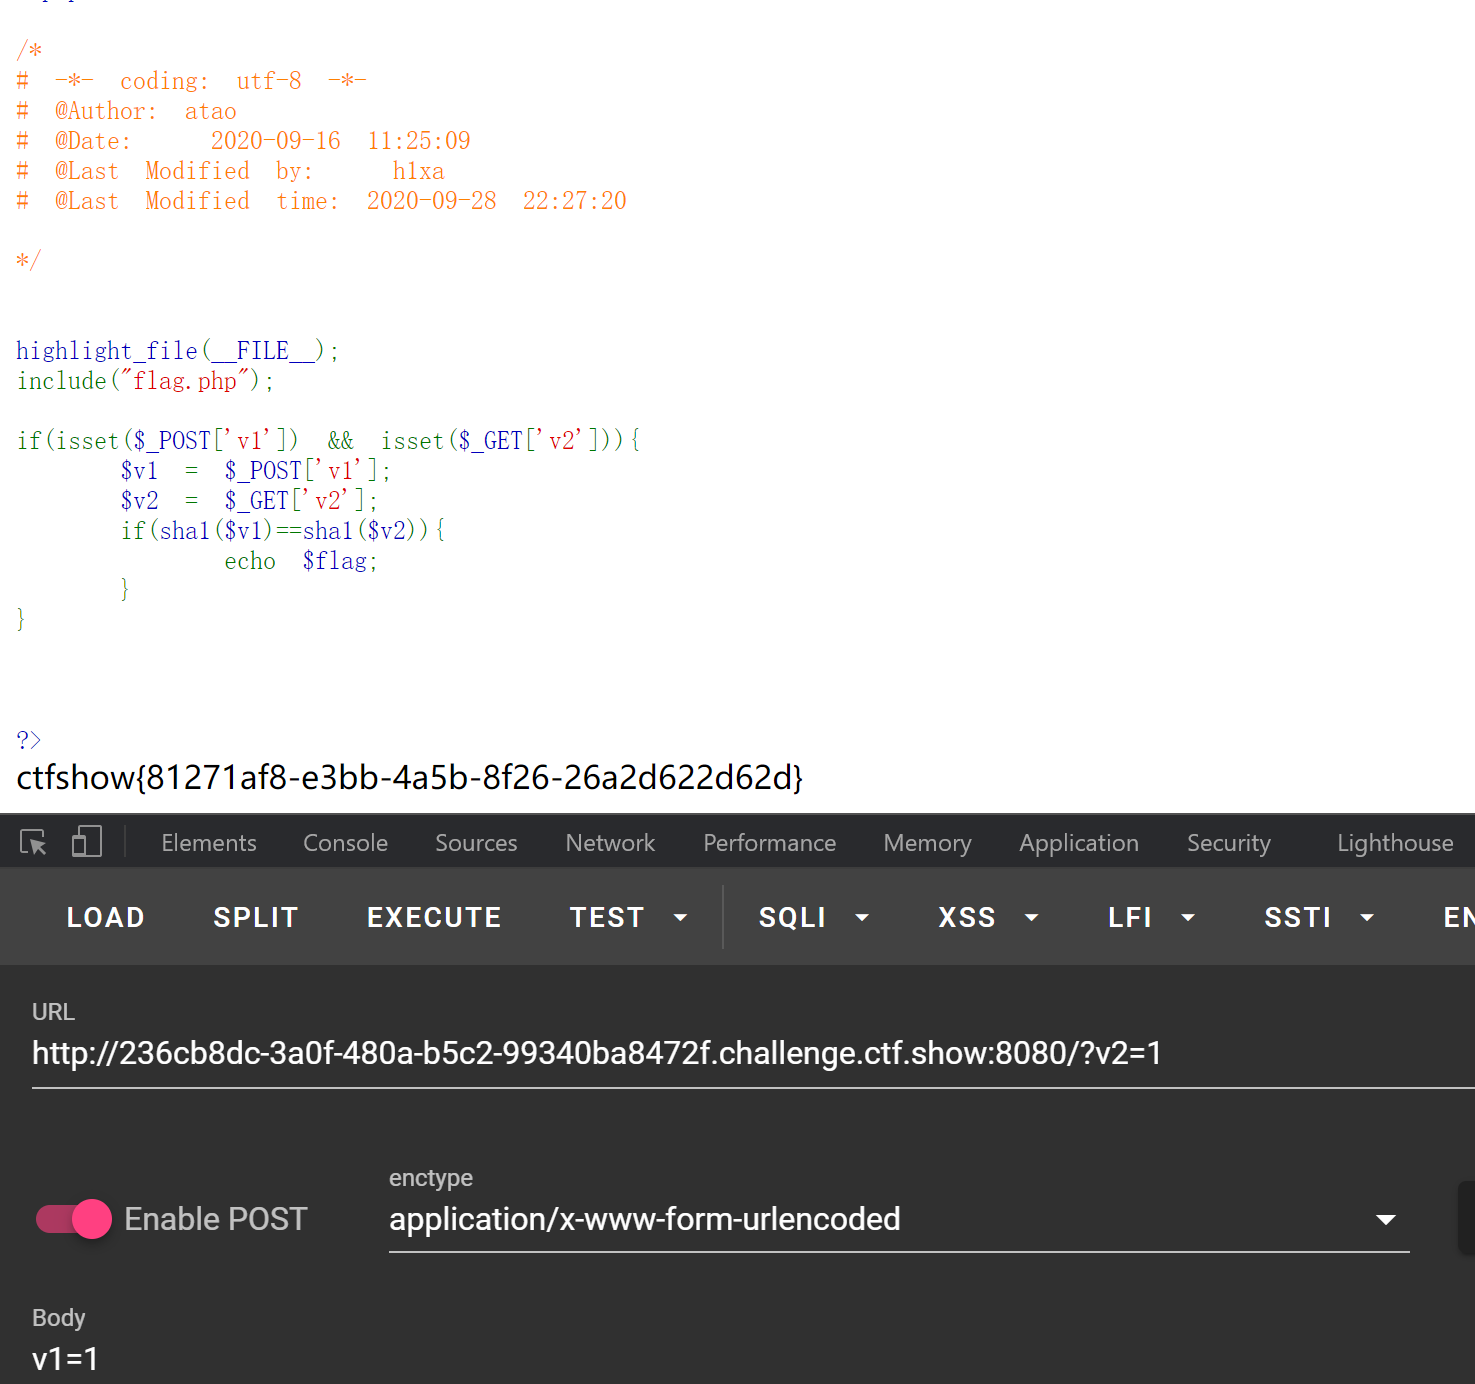 /*
# -*- coding: utf-8 -*-
# @Author: atao
# @Date:   2020-09-16 11:25:09
# @Last Modified by:   h1xa
# @Last Modified time: 2020-09-28 22:27:20
*/
highlight_file(__FILE__);
include("flag.php");
if(isset($_POST['v1']) && isset($_GET['v2'])){
    $v1 = $_POST['v1'];
    $v2 = $_GET['v2'];
    if(sha1($v1)==sha1($v2)){
        echo $flag;
    }
}
?>
ctfshow{81271af8-e3bb-4a5b-8f26-26a2d622d62d}
Elements Console Sources Network Performance Memory Application Security Lighthouse
LOAD SPLIT EXECUTE TEST SQLI XSS LFI SSTI EN
URL
http://236cb8dc-3a0f-480a-b5c2-99340ba8472f.challenge.ctf.show:8080/?v2=1
enctype
Enable POST application/x-www-form-urlencoded
Body
v1=1